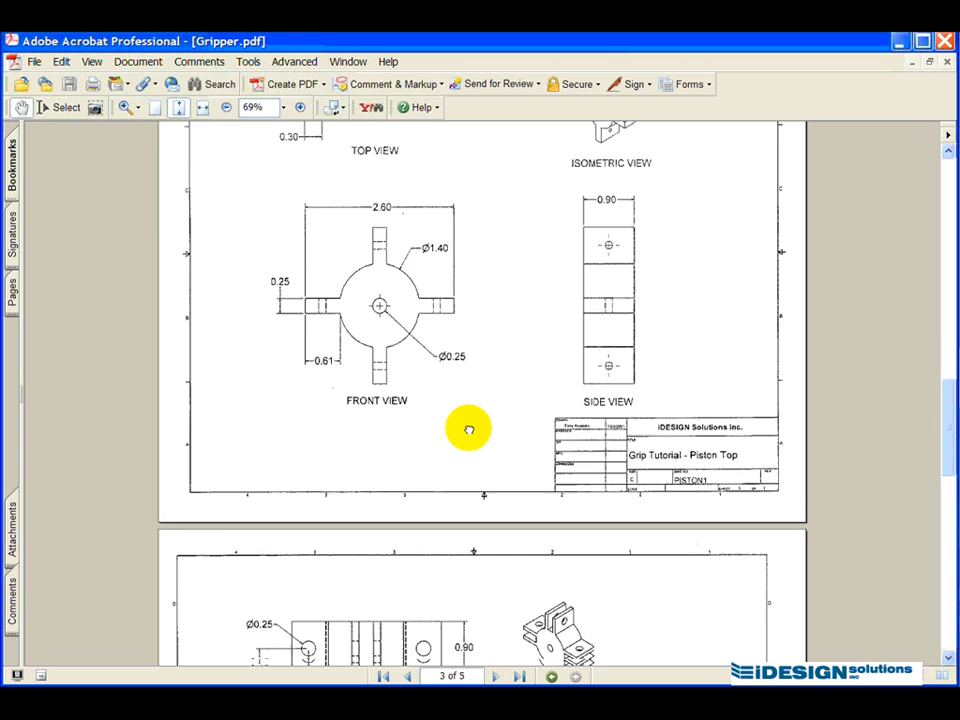 Adobe Acrobat Professional - [Gripper.pdf]
File Edit View Document Comments Tools Advanced Window Help
Search Create PDF Comment & Markup Send for Review Secure Sign Forms
Select 69% Y! Help
Bookmarks
Signatures
Pages
Attachments
Comments
0.30
TOP VIEW
ISOMETRIC VIEW
2.60
0.90
Ø1.40
0.25
Ø0.25
0.61
FRONT VIEW
SIDE VIEW
iDESIGN Solutions Inc.
Grip Tutorial - Piston Top
PISTON1
Ø0.25
0.90
3 of 5
iDESIGN solutions
INC